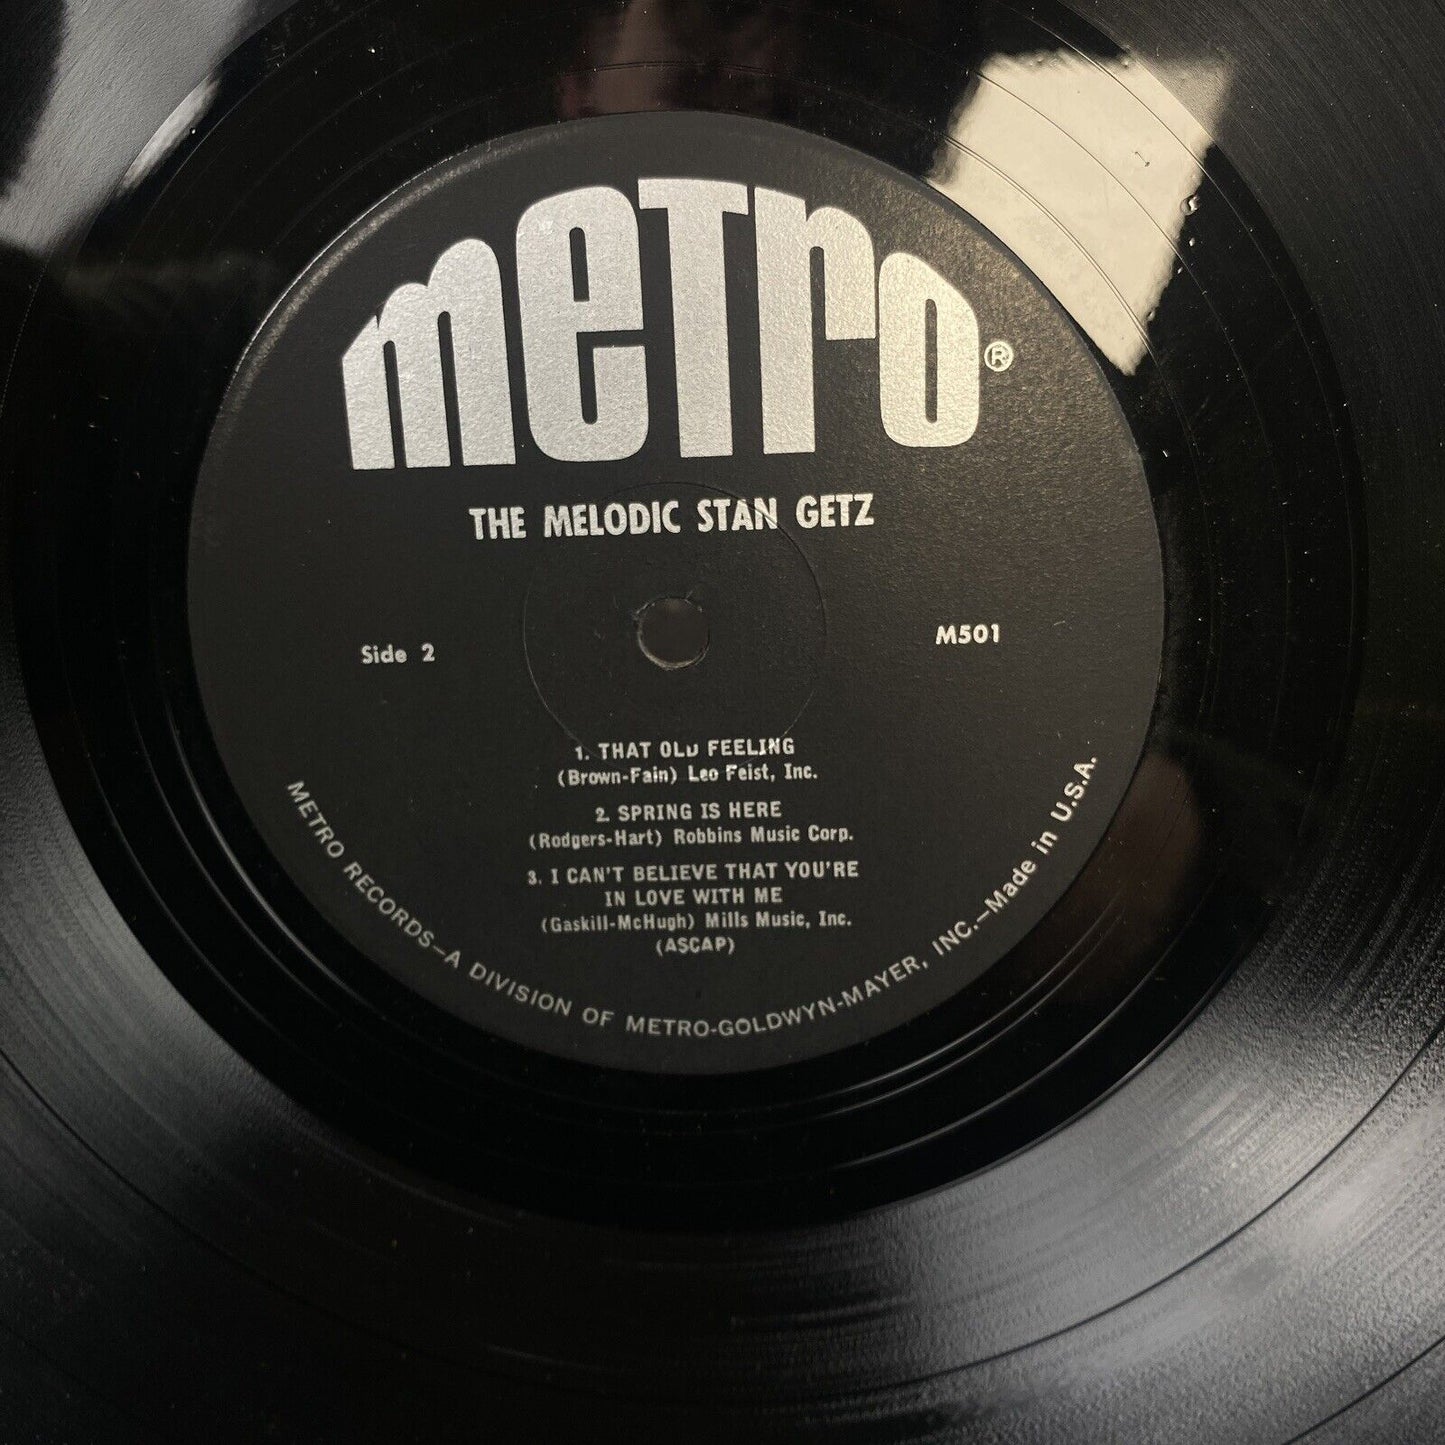 metro®
THE MELODIC STAN GETZ
Side 2
M501
1. THAT OLD FEELING
(Brown-Fain) Leo Feist, Inc.
2. SPRING IS HERE
(Rodgers-Hart) Robbins Music Corp.
3. I CAN'T BELIEVE THAT YOU'RE
IN LOVE WITH ME
(Gaskill-McHugh) Mills Music, Inc.
(ASCAP)
METRO RECORDS—A DIVISION OF METRO-GOLDWYN-MAYER, INC.—Made in U.S.A.